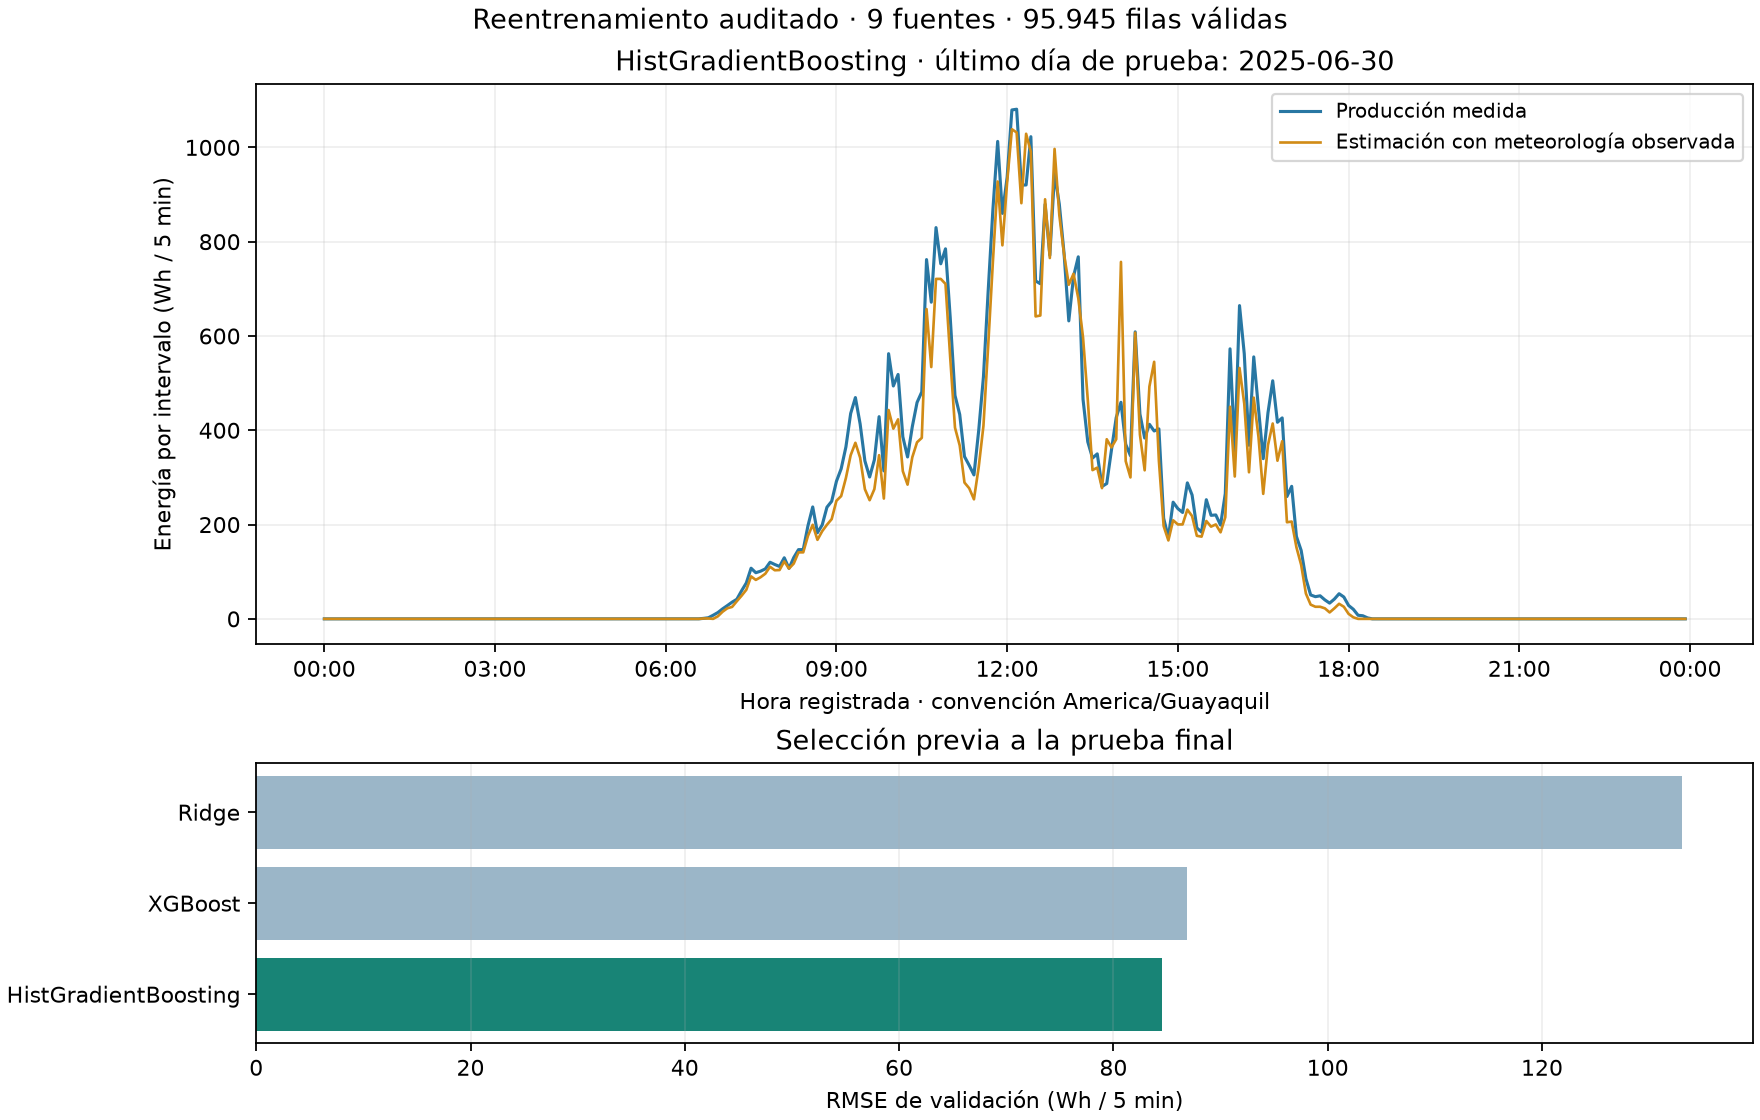 Reentrenamiento auditado · 9 fuentes · 95.945 filas válidas
HistGradientBoosting · último día de prueba: 2025-06-30
Producción medida
Estimación con meteorología observada
Energía por intervalo (Wh / 5 min)
1000
800
600
400
200
0
00:00 03:00 06:00 09:00 12:00 15:00 18:00 21:00 00:00
Hora registrada · convención America/Guayaquil
Selección previa a la prueba final
Ridge
XGBoost
HistGradientBoosting
0 20 40 60 80 100 120
RMSE de validación (Wh / 5 min)